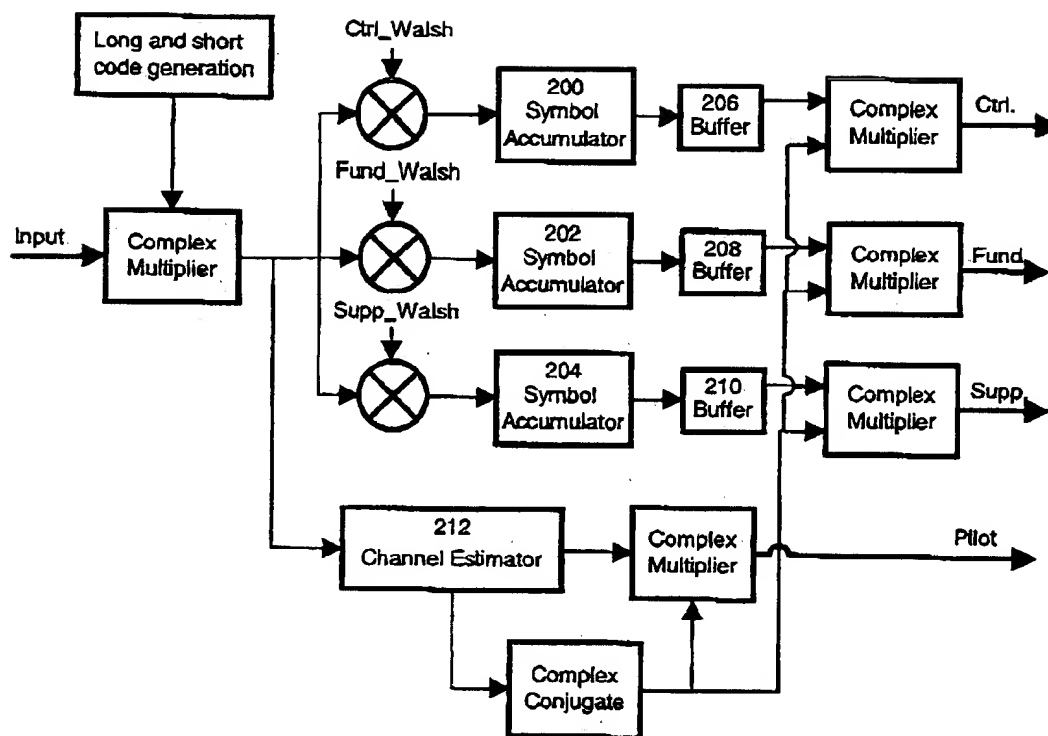 Ctrl_Walsh
Long and short
code generation
200
Symbol
Accumulator
206
Buffer
Complex
Multiplier
Ctrl.
Fund_Walsh
Input
Complex
Multiplier
202
Symbol
Accumulator
208
Buffer
Complex
Multiplier
Fund
Supp_Walsh
204
Symbol
Accumulator
210
Buffer
Complex
Multiplier
Supp.
212
Channel Estimator
Complex
Multiplier
Pilot
Complex
Conjugate